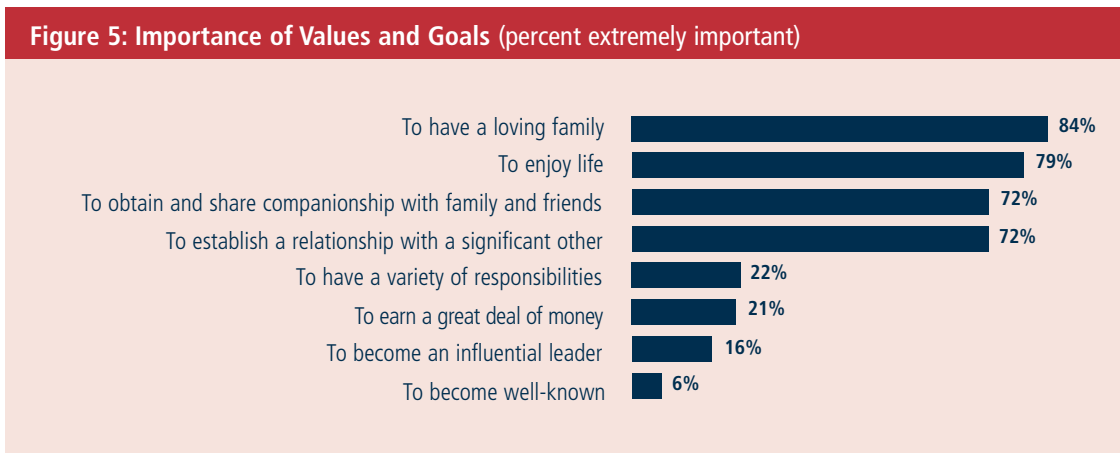 Figure 5: Importance of Values and Goals (percent extremely important)
To have a loving family 84%
To enjoy life 79%
To obtain and share companionship with family and friends 72%
To establish a relationship with a significant other 72%
To have a variety of responsibilities 22%
To earn a great deal of money 21%
To become an influential leader 16%
To become well-known 6%